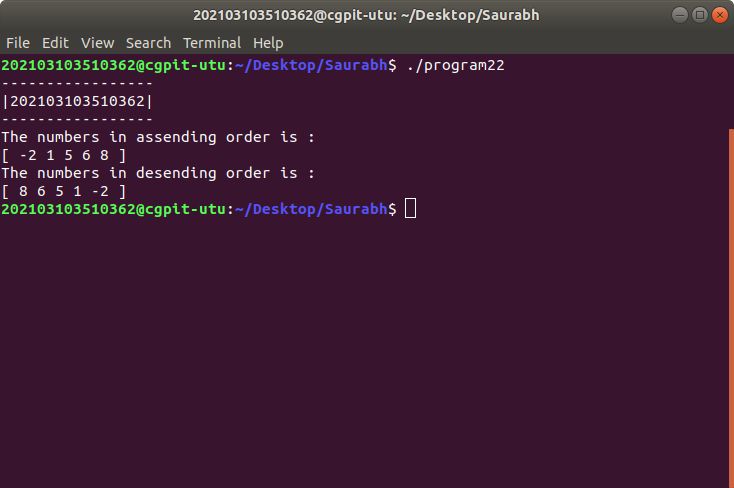 202103103510362@cgpit-utu: ~/Desktop/Saurabh
File Edit View Search Terminal Help
202103103510362@cgpit-utu:~/Desktop/Saurabh$ ./program22
-----------------
|202103103510362|
-----------------
The numbers in assending order is :
[ -2 1 5 6 8 ]
The numbers in desending order is :
[ 8 6 5 1 -2 ]
202103103510362@cgpit-utu:~/Desktop/Saurabh$